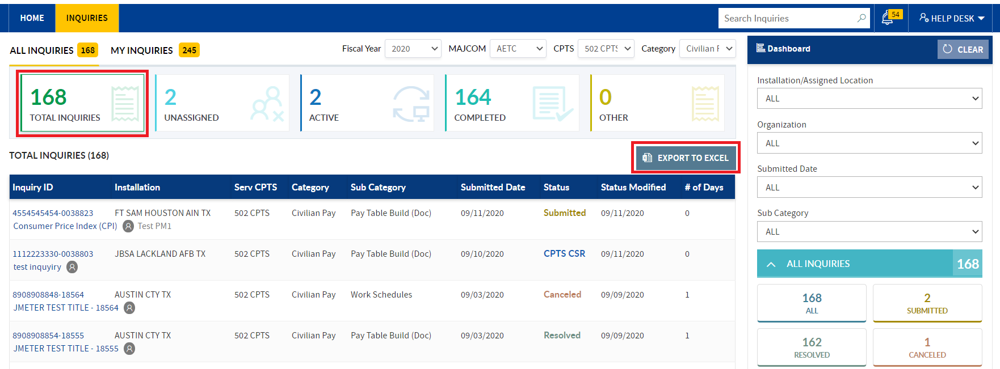 HOME INQUIRIES Search Inquiries 54 HELP DESK
ALL INQUIRIES 168 MY INQUIRIES 245 Fiscal Year 2020 MAJCOM AETC CPTS 502 CPTS Category Civilian F
Dashboard CLEAR
168 TOTAL INQUIRIES
2 UNASSIGNED
2 ACTIVE
164 COMPLETED
0 OTHER
TOTAL INQUIRIES (168) EXPORT TO EXCEL
Inquiry ID Installation Serv CPTS Category Sub Category Submitted Date Status Status Modified # of Days
4554545454-0038823 FT SAM HOUSTON AIN TX 502 CPTS Civilian Pay Pay Table Build (Doc) 09/11/2020 Submitted 09/11/2020 0
Consumer Price Index (CPI) Test PM1
1112223330-0038803 JBSA LACKLAND AFB TX 502 CPTS Civilian Pay Pay Table Build (Doc) 09/10/2020 CPTS CSR 09/11/2020 0
test inquyiry
8908908848-18564 AUSTIN CTY TX 502 CPTS Civilian Pay Work Schedules 09/03/2020 Canceled 09/09/2020 1
JMETER TEST TITLE - 18564
8908908854-18555 AUSTIN CTY TX 502 CPTS Civilian Pay Pay Table Build (Doc) 09/03/2020 Resolved 09/09/2020 1
JMETER TEST TITLE - 18555
Installation/Assigned Location
ALL
Organization
ALL
Submitted Date
ALL
Sub Category
ALL
ALL INQUIRIES 168
168 2
ALL SUBMITTED
162 1
RESOLVED CANCELED